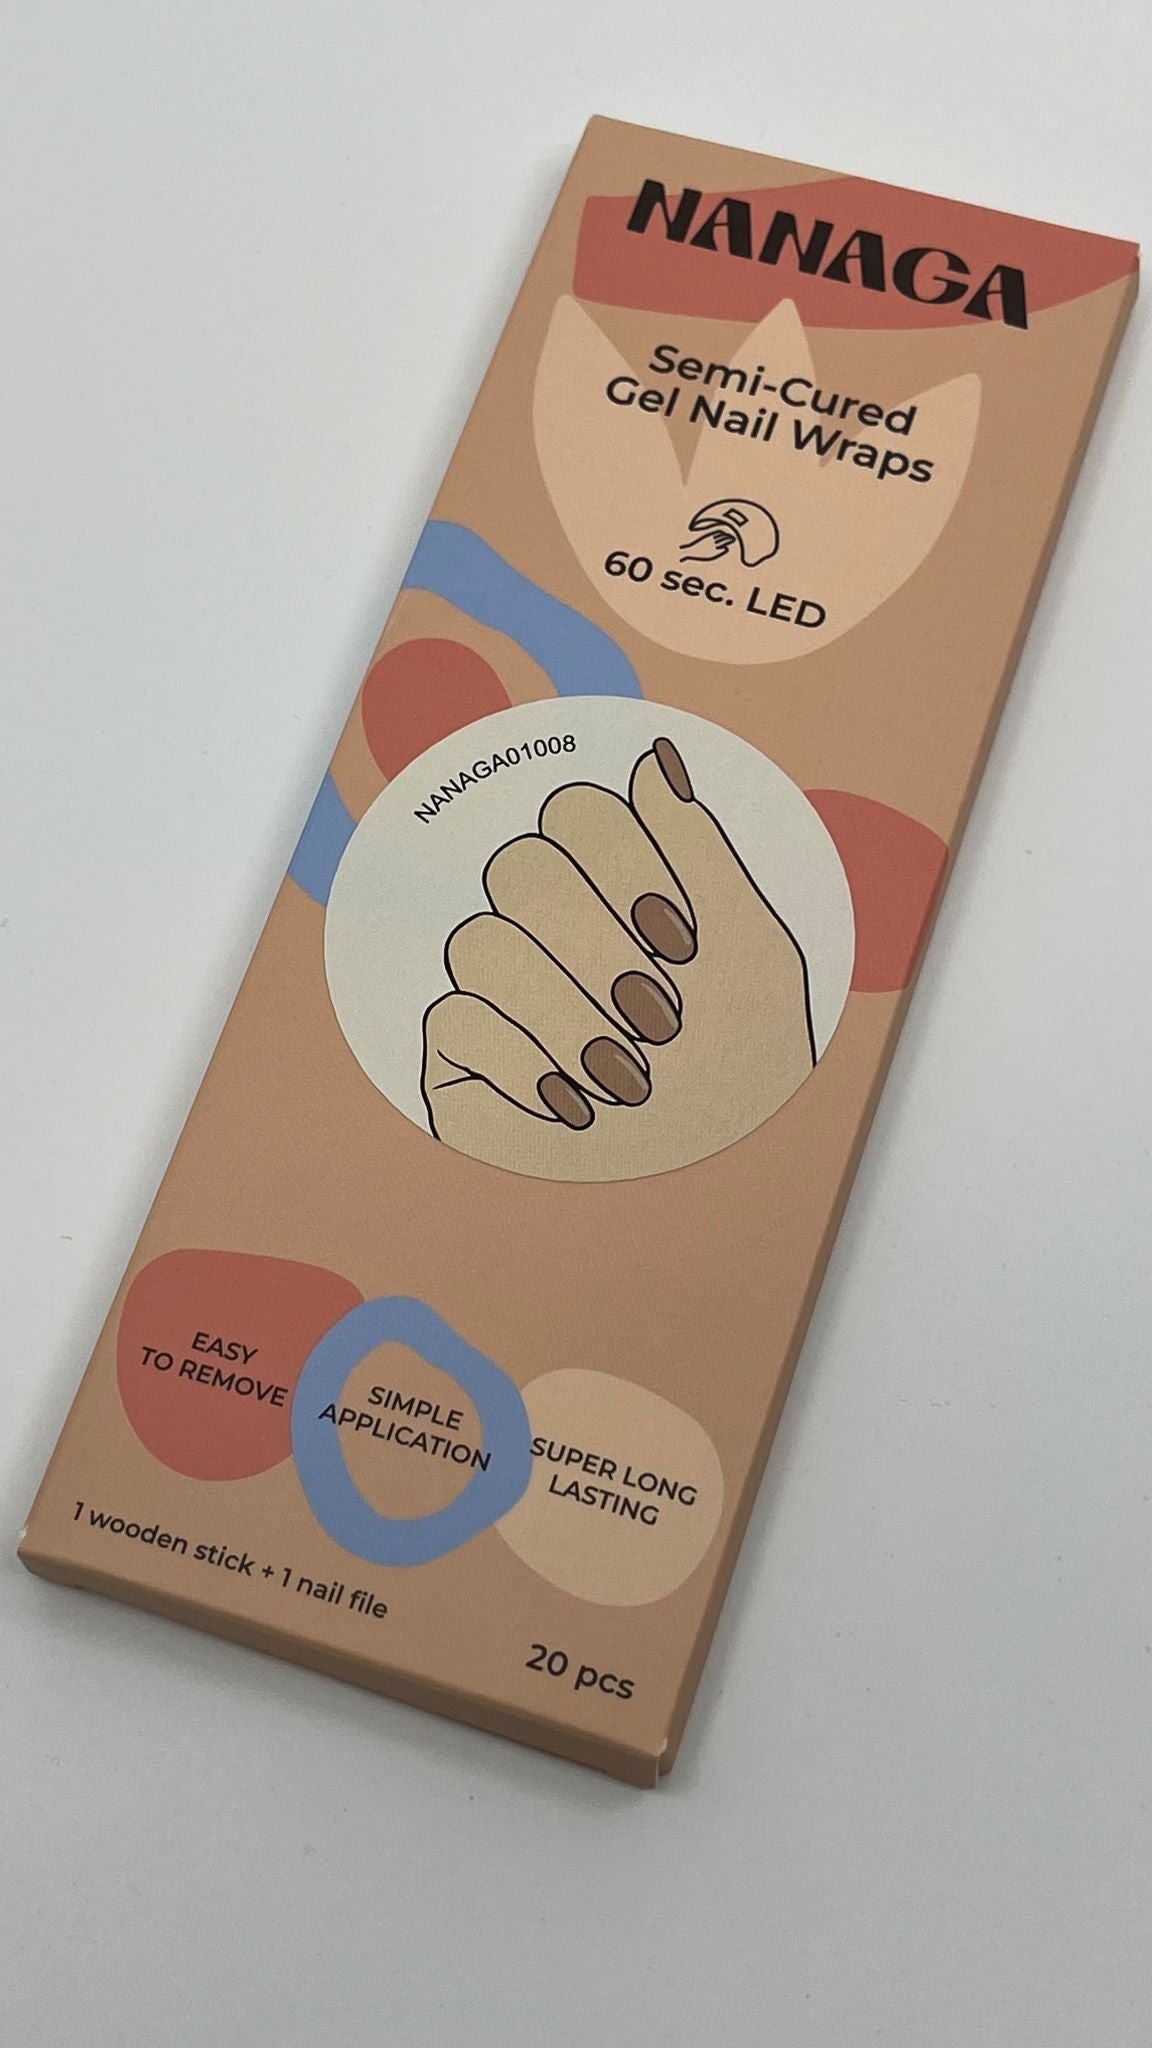 NANAGA
Semi-Cured
Gel Nail Wraps
60 sec. LED
NANAGA01008
EASY
TO REMOVE
SIMPLE
APPLICATION
SUPER LONG
LASTING
1 wooden stick + 1 nail file
20 pcs